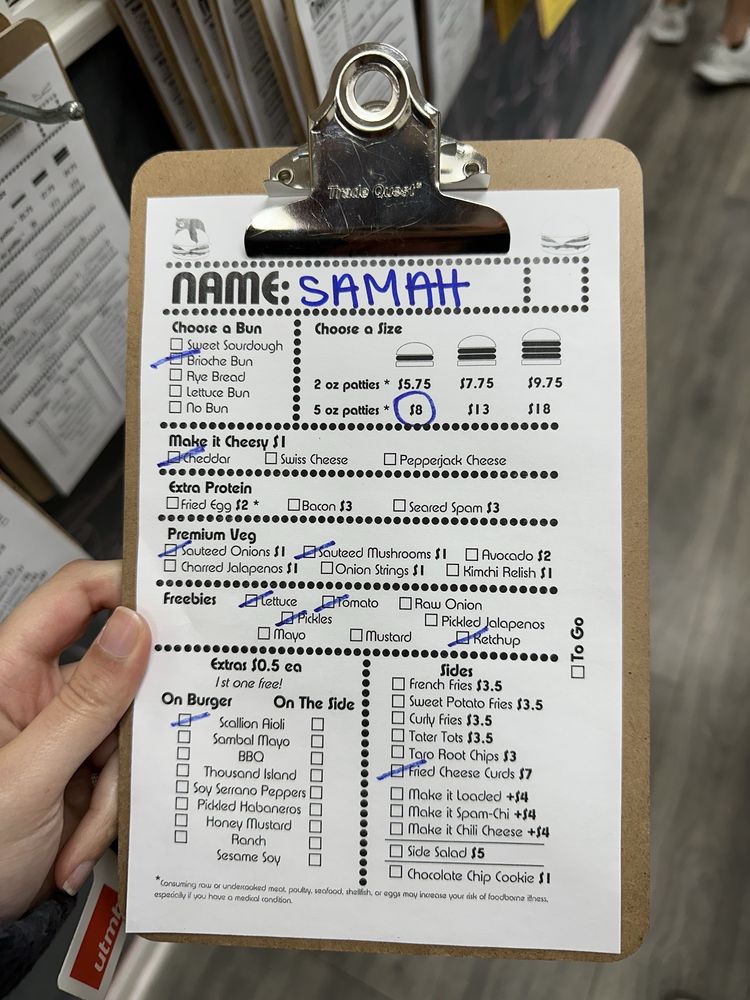 Trade Quest®
NAME: SAMAH
Choose a Bun
Sweet Sourdough
Brioche Bun
Rye Bread
Lettuce Bun
No Bun
Choose a Size
2 oz patties * $5.75 $7.75 $9.75
5 oz patties * $8 $13 $18
Make it Cheesy $1
Cheddar Swiss Cheese Pepperjack Cheese
Extra Protein
Fried Egg $2 * Bacon $3 Seared Spam $3
Premium Veg
Sauteed Onions $1 Sauteed Mushrooms $1 Avocado $2
Charred Jalapenos $1 Onion Strings $1 Kimchi Relish $1
Freebies Lettuce Tomato Raw Onion
Pickles Pickled Jalapenos
Mayo Mustard Ketchup
To Go
Extras $0.5 ea
1st one free!
On Burger On The Side
Scallion Aioli
Sambal Mayo
BBQ
Thousand Island
Soy Serrano Peppers
Pickled Habaneros
Honey Mustard
Ranch
Sesame Soy
Sides
French Fries $3.5
Sweet Potato Fries $3.5
Curly Fries $3.5
Tater Tots $3.5
Taro Root Chips $3
Fried Cheese Curds $7
Make it Loaded +$4
Make it Spam-Chi +$4
Make it Chili Cheese +$4
Side Salad $5
Chocolate Chip Cookie $1
*Consuming raw or undercooked meat, poultry, seafood, shellfish, or eggs may increase your risk of foodborne illness,
especially if you have a medical condition.